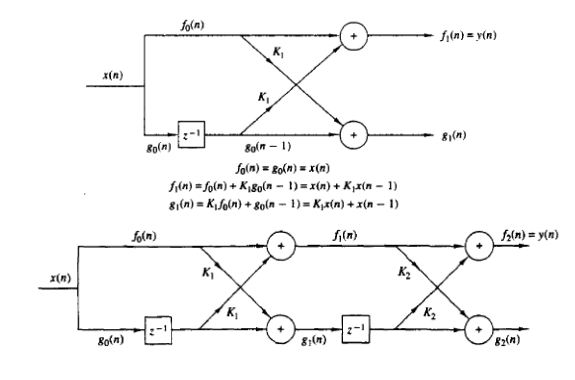 f₀(n)
f₁(n) = y(n)
K₁
x(n)
K₁
z⁻¹
g₀(n)
g₀(n − 1)
g₁(n)
f₀(n) = g₀(n) = x(n)
f₁(n) = f₀(n) + K₁g₀(n − 1) = x(n) + K₁x(n − 1)
g₁(n) = K₁f₀(n) + g₀(n − 1) = K₁x(n) + x(n − 1)
f₀(n)
f₁(n)
f₂(n) = y(n)
x(n)
K₁
K₂
K₁
K₂
z⁻¹
z⁻¹
g₀(n)
g₁(n)
g₂(n)